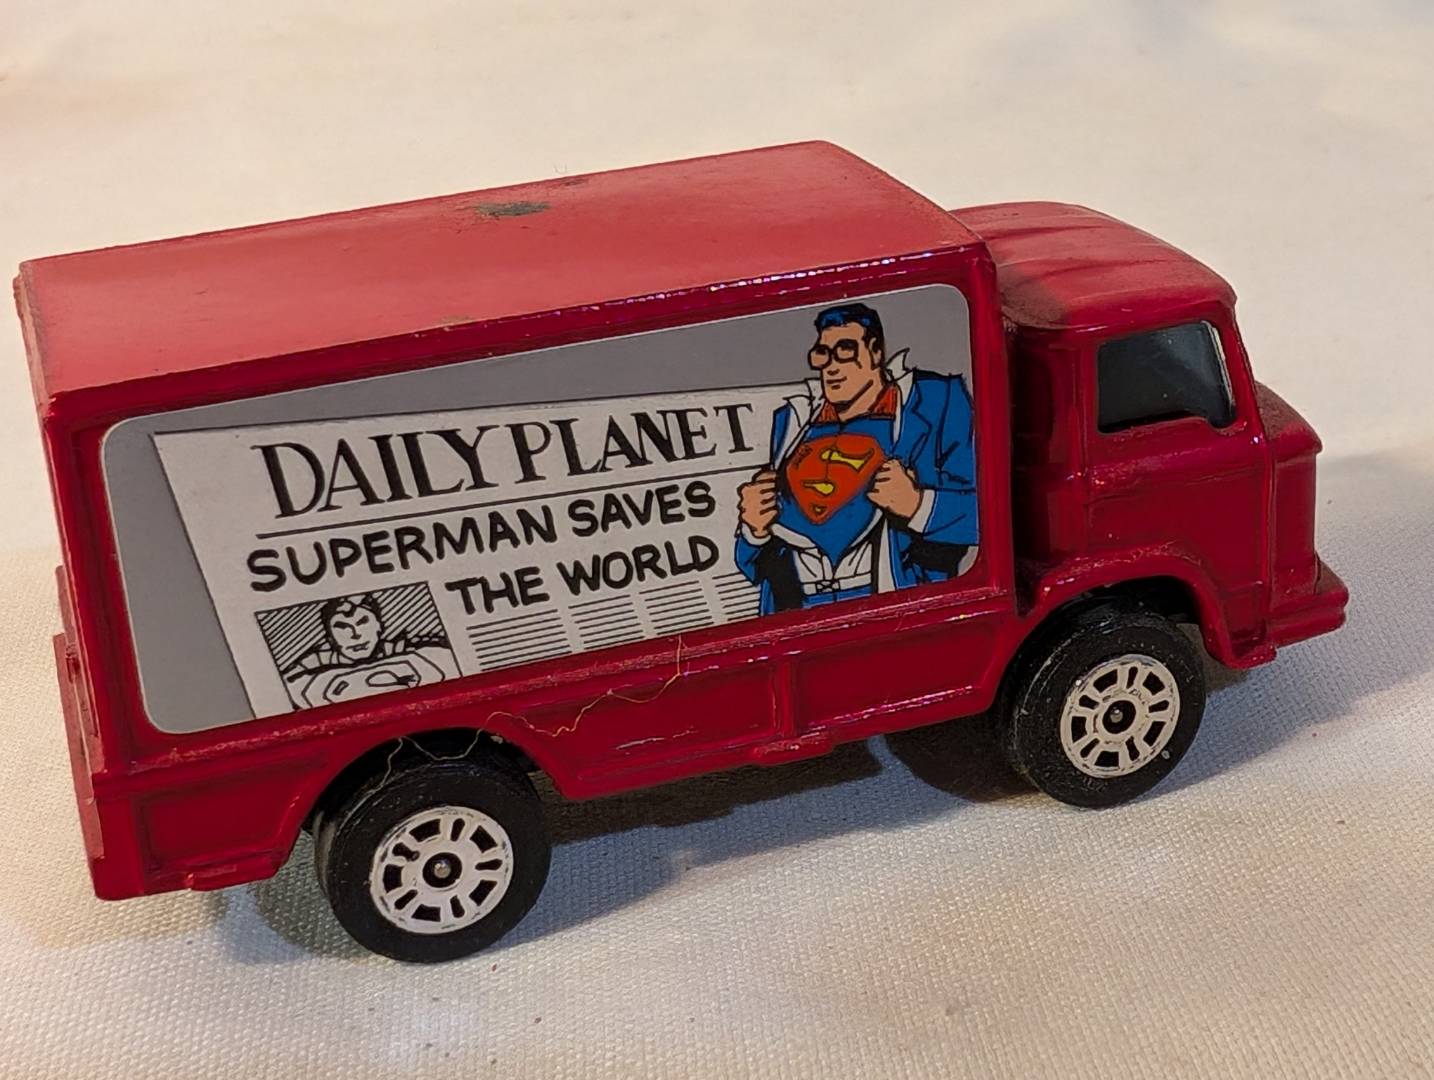 DAILY PLANET
SUPERMAN SAVES
THE WORLD